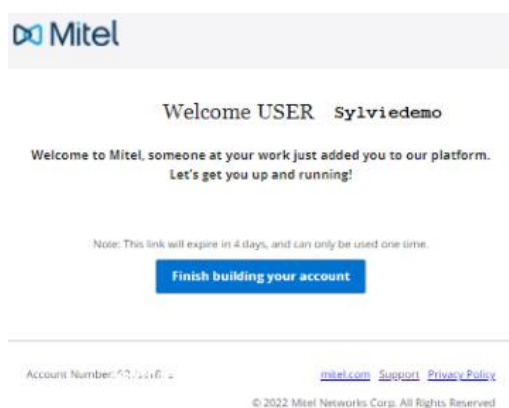 Mitel
Welcome USER Sylviedemo
Welcome to Mitel, someone at your work just added you to our platform.
Let's get you up and running!
Note: This link will expire in 4 days, and can only be used one time.
Finish building your account
Account Number:
mitel.com Support Privacy Policy
© 2022 Mitel Networks Corp. All Rights Reserved